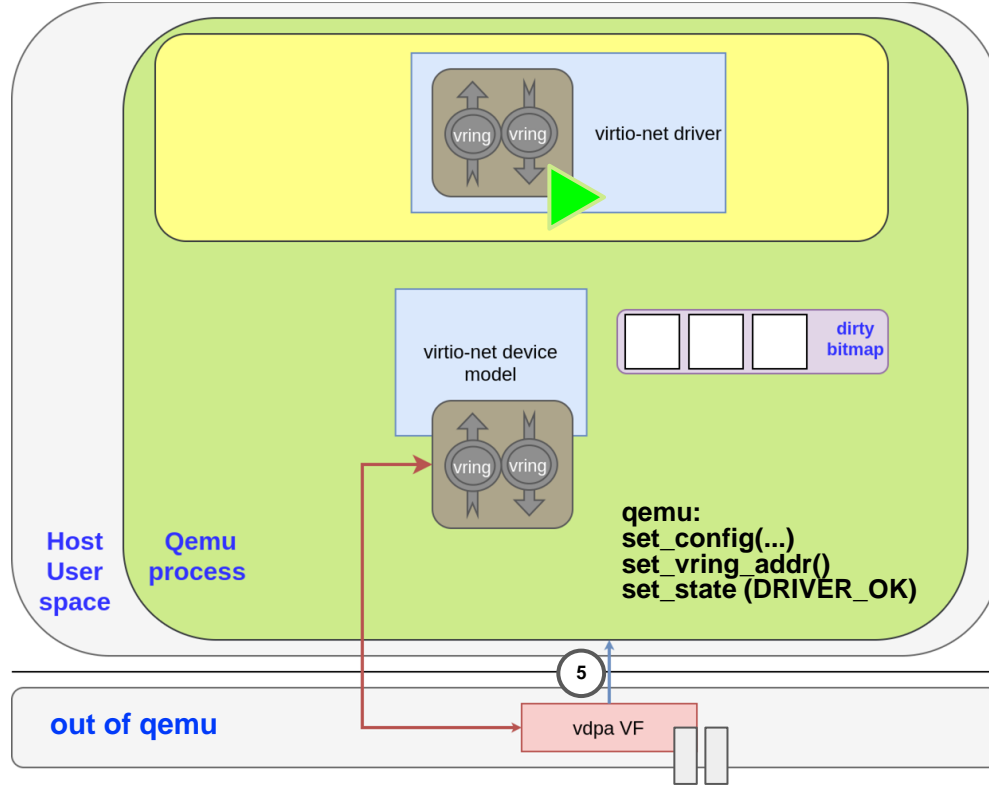 vring
vring
virtio-net driver
virtio-net device
model
dirty
bitmap
vring
vring
Host
User
space
Qemu
process
qemu:
set_config(...)
set_vring_addr()
set_state (DRIVER_OK)
5
out of qemu
vdpa VF